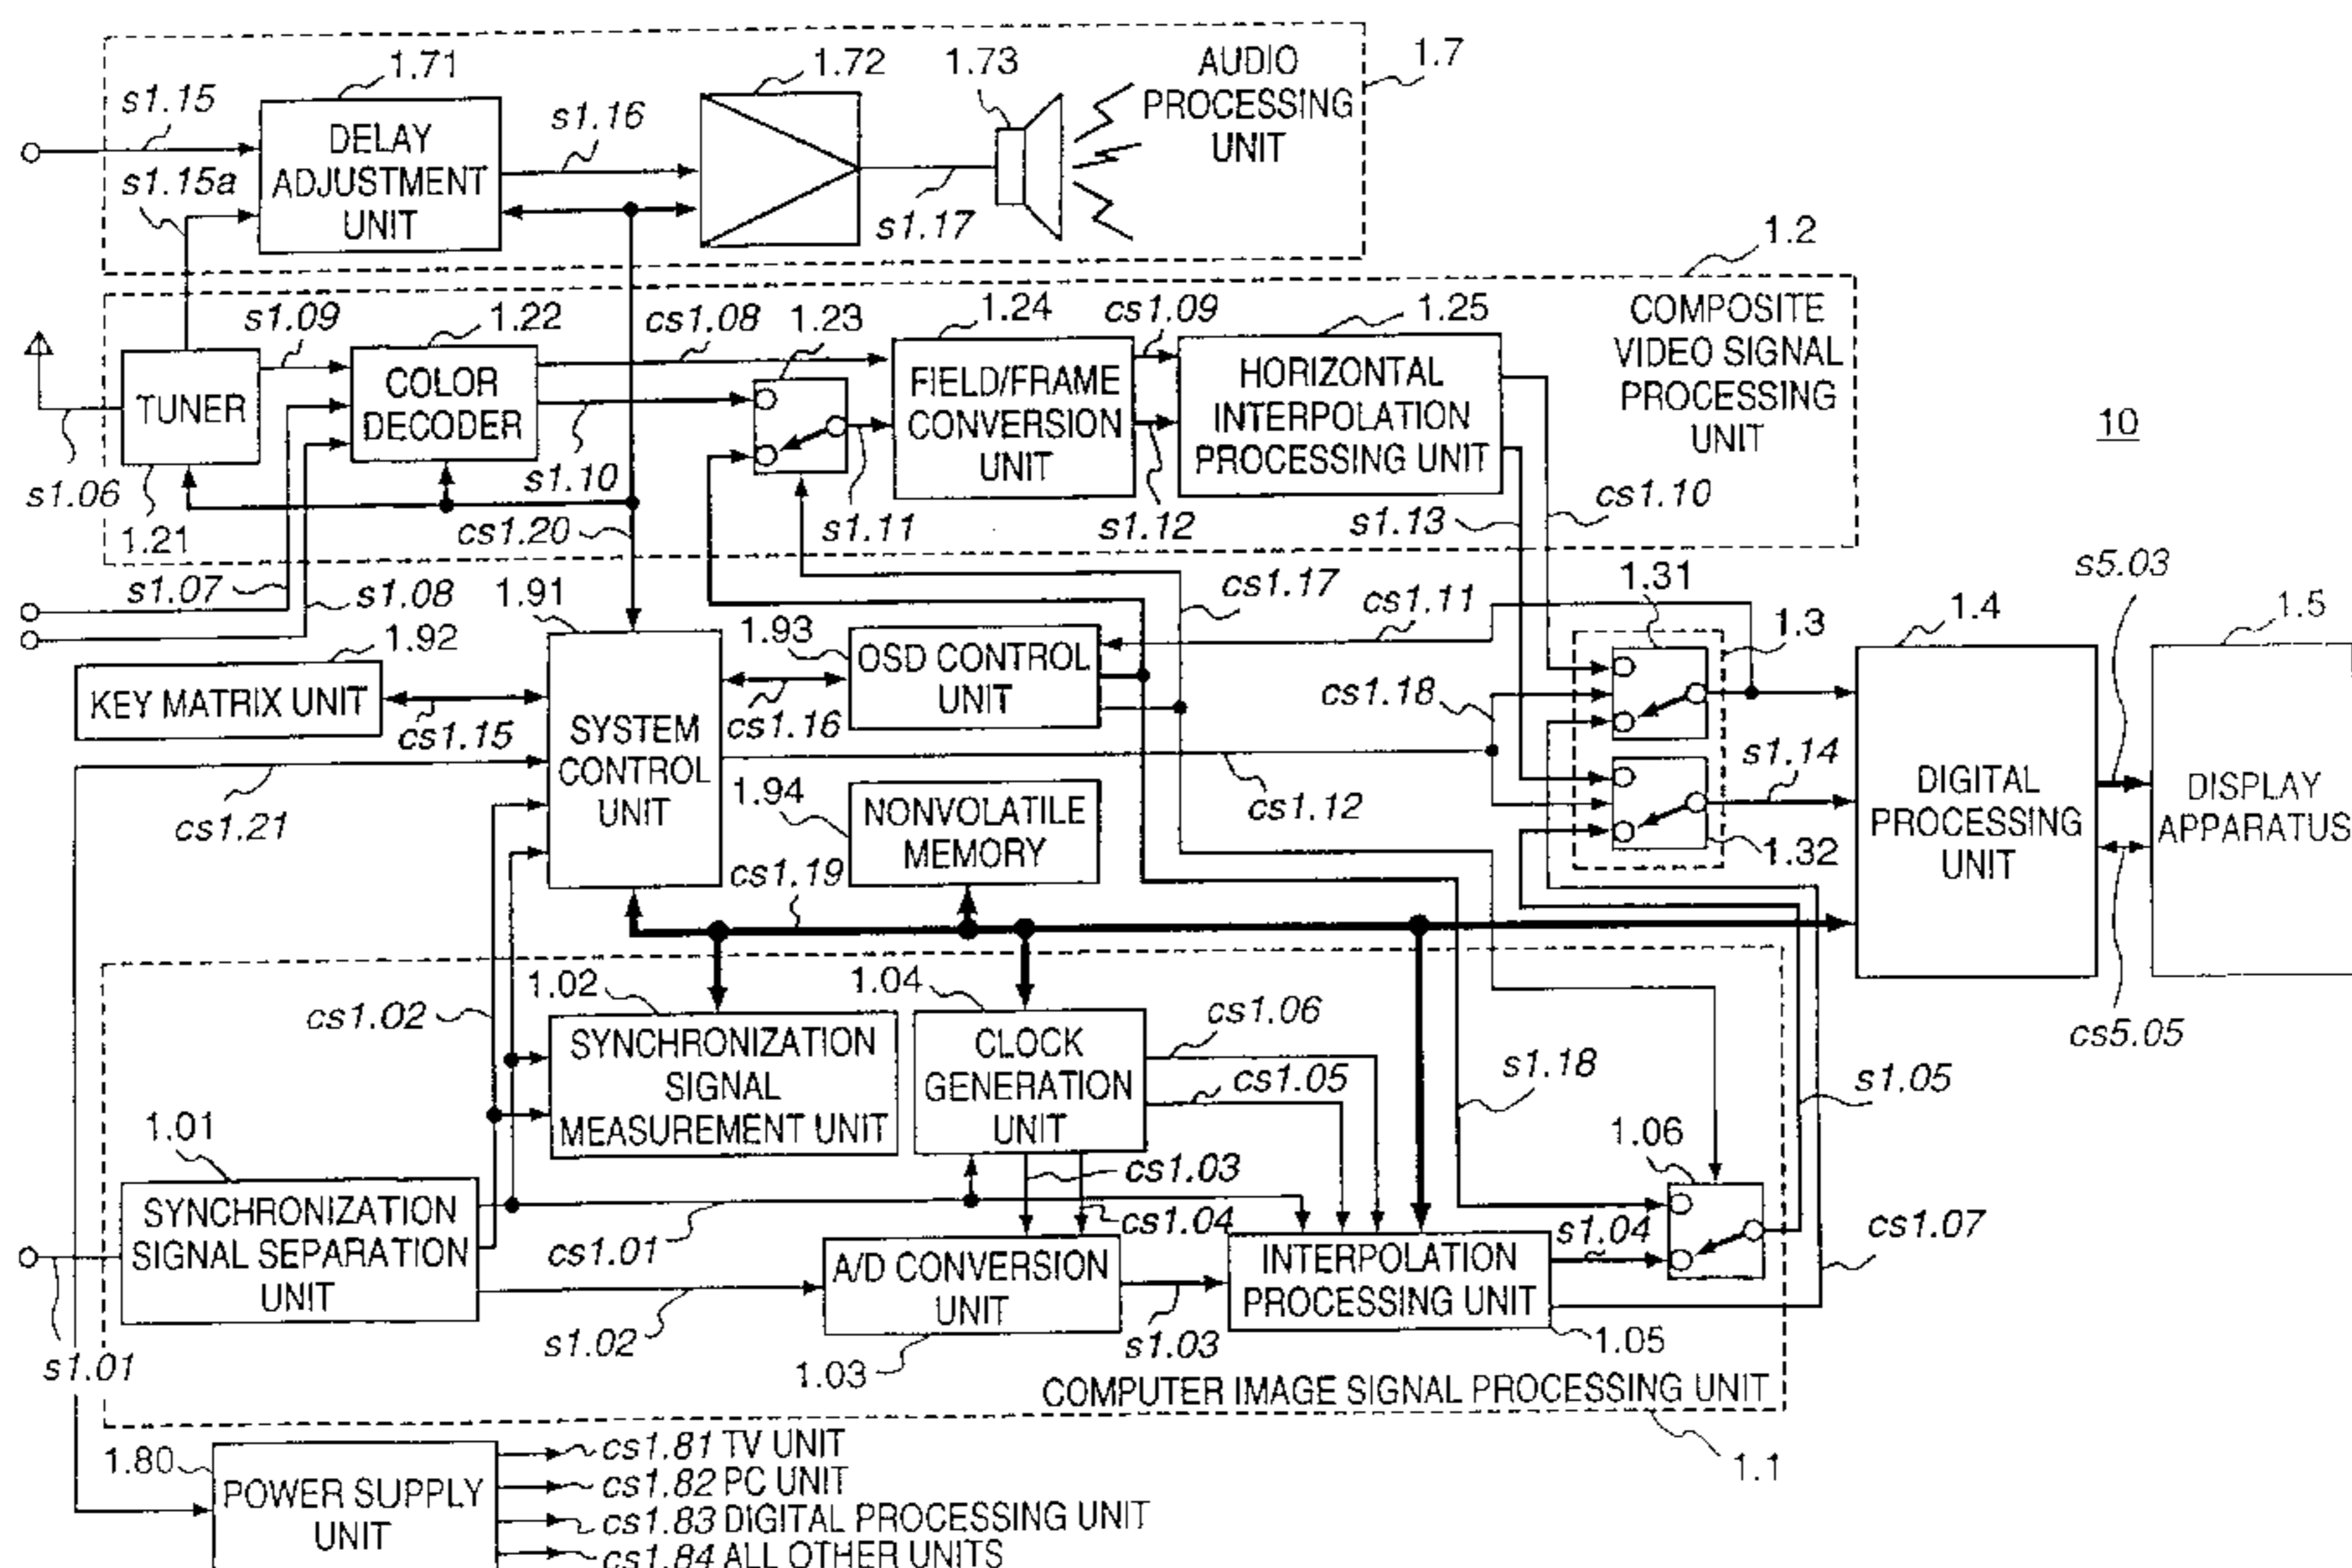 1.71
1.72
1.73
AUDIO
PROCESSING
UNIT
1.7
s1.15
s1.15a
DELAY
ADJUSTMENT
UNIT
s1.16
s1.17
1.2
s1.09
1.22
cs1.08
1.23
1.24
cs1.09
1.25
COMPOSITE
VIDEO SIGNAL
PROCESSING
UNIT
TUNER
COLOR
DECODER
FIELD/FRAME
CONVERSION
UNIT
HORIZONTAL
INTERPOLATION
PROCESSING UNIT
10
s1.06
1.21
s1.10
cs1.20
s1.11
s1.12
s1.13
cs1.10
s1.07
s1.08
1.91
cs1.17
cs1.11
1.31
1.3
s5.03
1.4
1.5
1.92
KEY MATRIX UNIT
cs1.15
1.93
OSD CONTROL
UNIT
cs1.16
cs1.18
SYSTEM
CONTROL
UNIT
cs1.21
1.94
NONVOLATILE
MEMORY
cs1.12
s1.14
1.32
DIGITAL
PROCESSING
UNIT
DISPLAY
APPARATUS
cs1.19
cs5.05
cs1.02
1.02
1.04
SYNCHRONIZATION
SIGNAL
MEASUREMENT UNIT
CLOCK
GENERATION
UNIT
cs1.06
cs1.05
s1.18
s1.05
1.01
cs1.03
1.06
SYNCHRONIZATION
SIGNAL SEPARATION
UNIT
cs1.01
cs1.04
A/D CONVERSION
UNIT
INTERPOLATION
PROCESSING UNIT
s1.04
cs1.07
s1.01
s1.02
1.03
s1.03
1.05
COMPUTER IMAGE SIGNAL PROCESSING UNIT
1.1
1.80
POWER SUPPLY
UNIT
cs1.81 TV UNIT
cs1.82 PC UNIT
cs1.83 DIGITAL PROCESSING UNIT
cs1.84 ALL OTHER UNITS